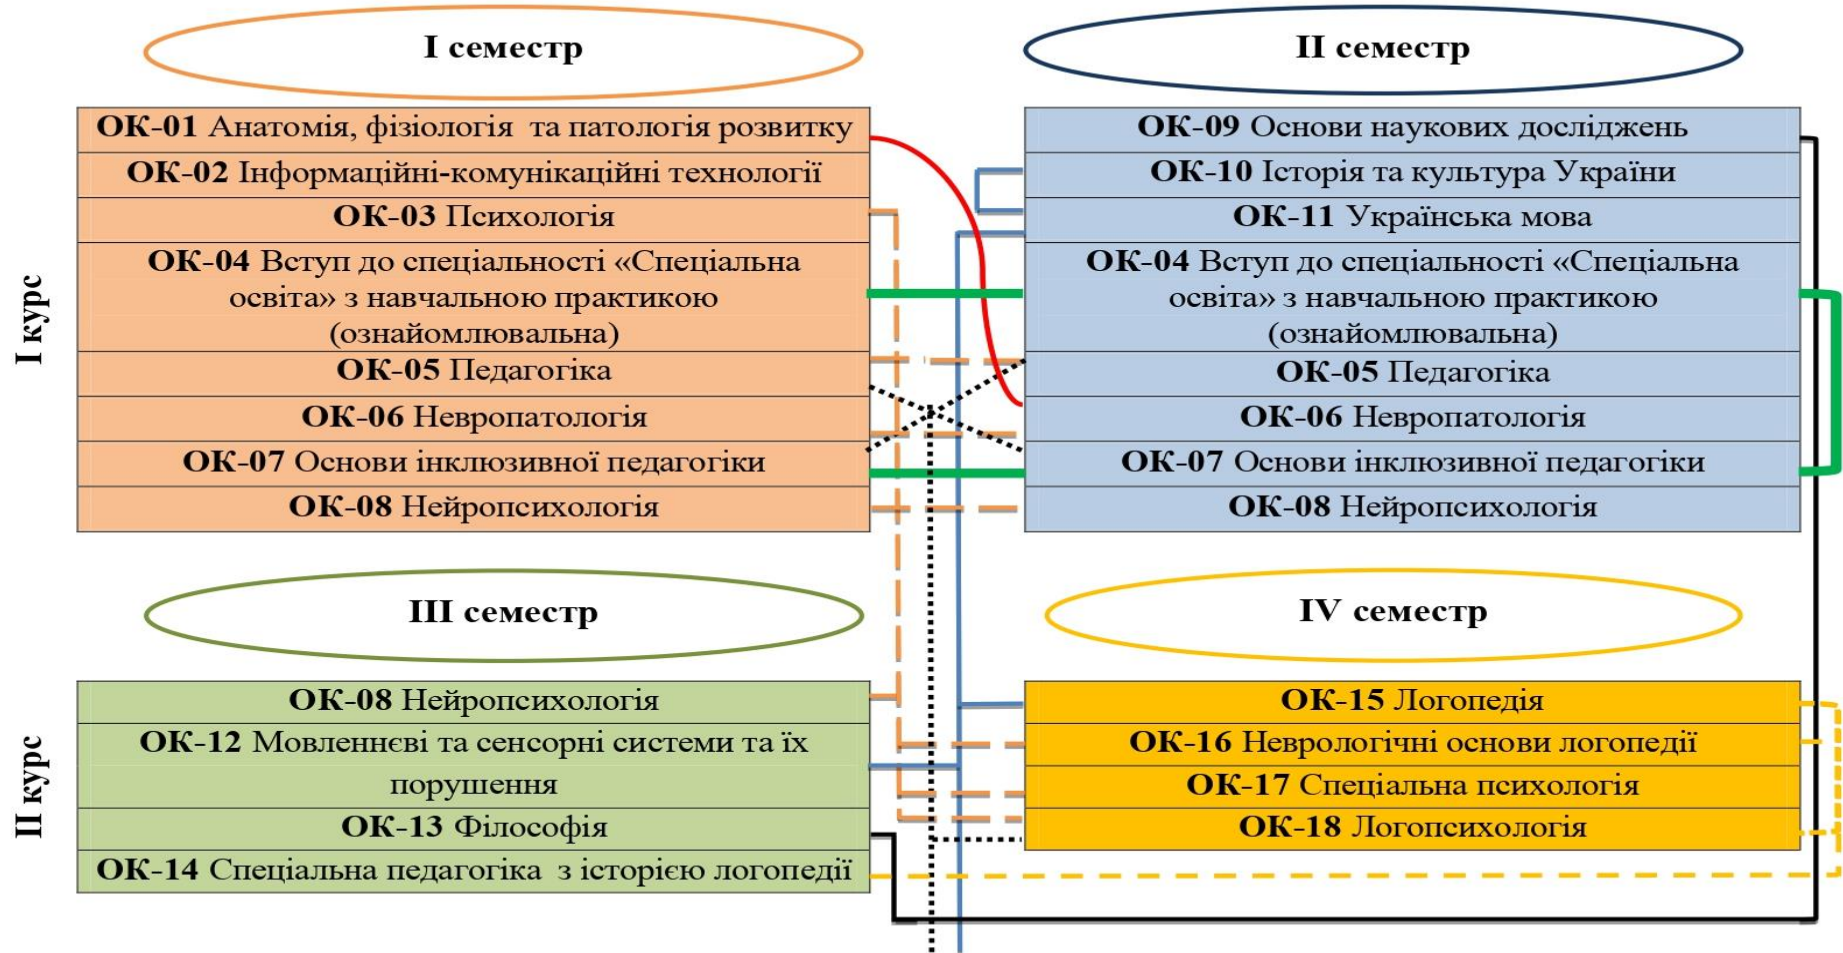 I семестр
ОК-01 Анатомія, фізіологія та патологія розвитку
ОК-02 Інформаційні-комунікаційні технології
ОК-03 Психологія
ОК-04 Вступ до спеціальності «Спеціальна
освіта» з навчальною практикою
(ознайомлювальна)
ОК-05 Педагогіка
ОК-06 Невропатологія
ОК-07 Основи інклюзивної педагогіки
ОК-08 Нейропсихологія
II семестр
ОК-09 Основи наукових досліджень
ОК-10 Історія та культура України
ОК-11 Українська мова
ОК-04 Вступ до спеціальності «Спеціальна
освіта» з навчальною практикою
(ознайомлювальна)
ОК-05 Педагогіка
ОК-06 Невропатологія
ОК-07 Основи інклюзивної педагогіки
ОК-08 Нейропсихологія
I курс
III семестр
ОК-08 Нейропсихологія
ОК-12 Мовленнєві та сенсорні системи та їх
порушення
ОК-13 Філософія
ОК-14 Спеціальна педагогіка з історією логопедії
IV семестр
ОК-15 Логопедія
ОК-16 Неврологічні основи логопедії
ОК-17 Спеціальна психологія
ОК-18 Логопсихологія
II курс